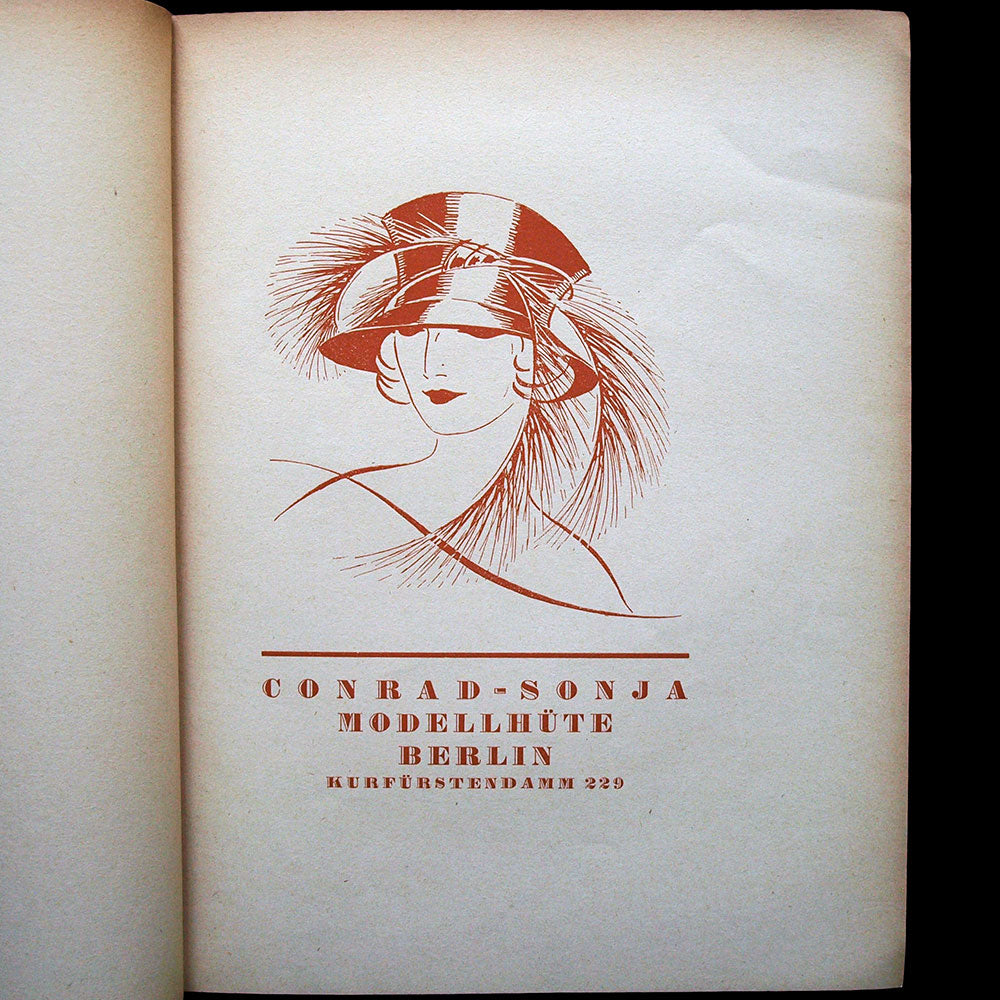 CONRAD-SONJA
MODELLHÜTE
BERLIN
KURFÜRSTENDAMM 229